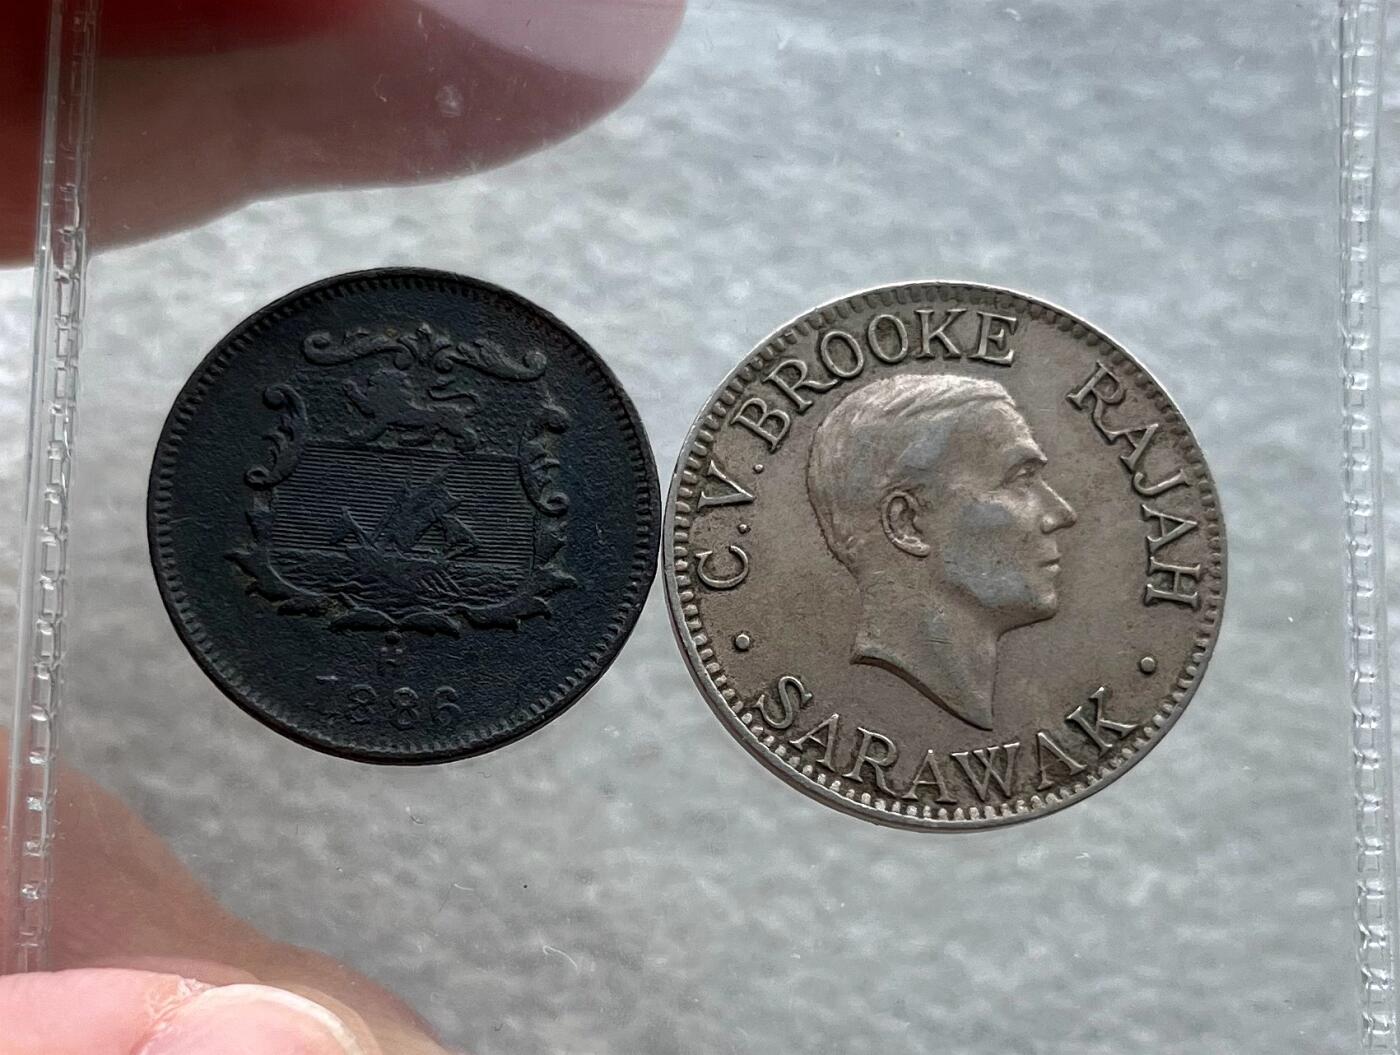 H
1886
C.V.BROOKE RAJAH
• SARAWAK •